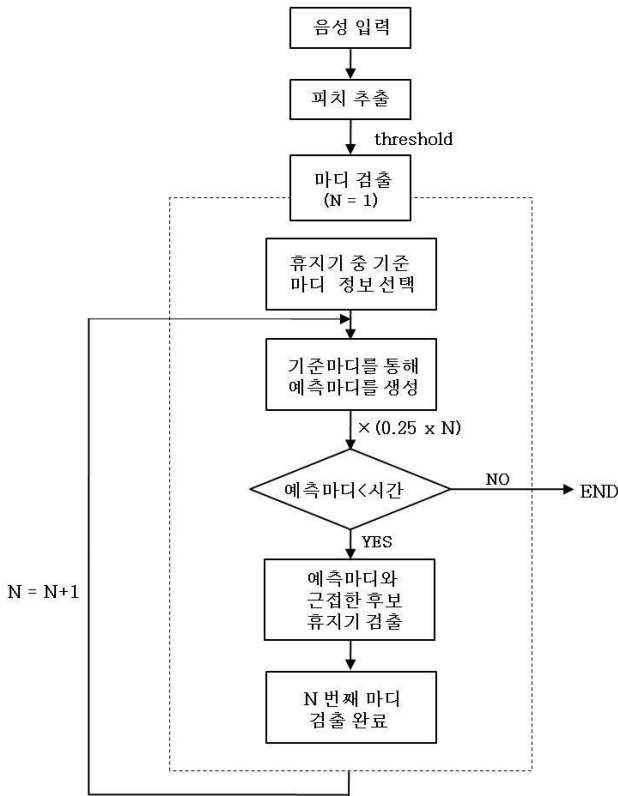 음성 입력
피치 추출
threshold
마디 검출
(N = 1)
휴지기 중 기준
마디 정보 선택
기준마디를 통해
예측마디를 생성
×(0.25 x N)
예측마디<시간
NO
END
YES
예측마디와
근접한 후보
휴지기 검출
N = N+1
N 번째 마디
검출 완료